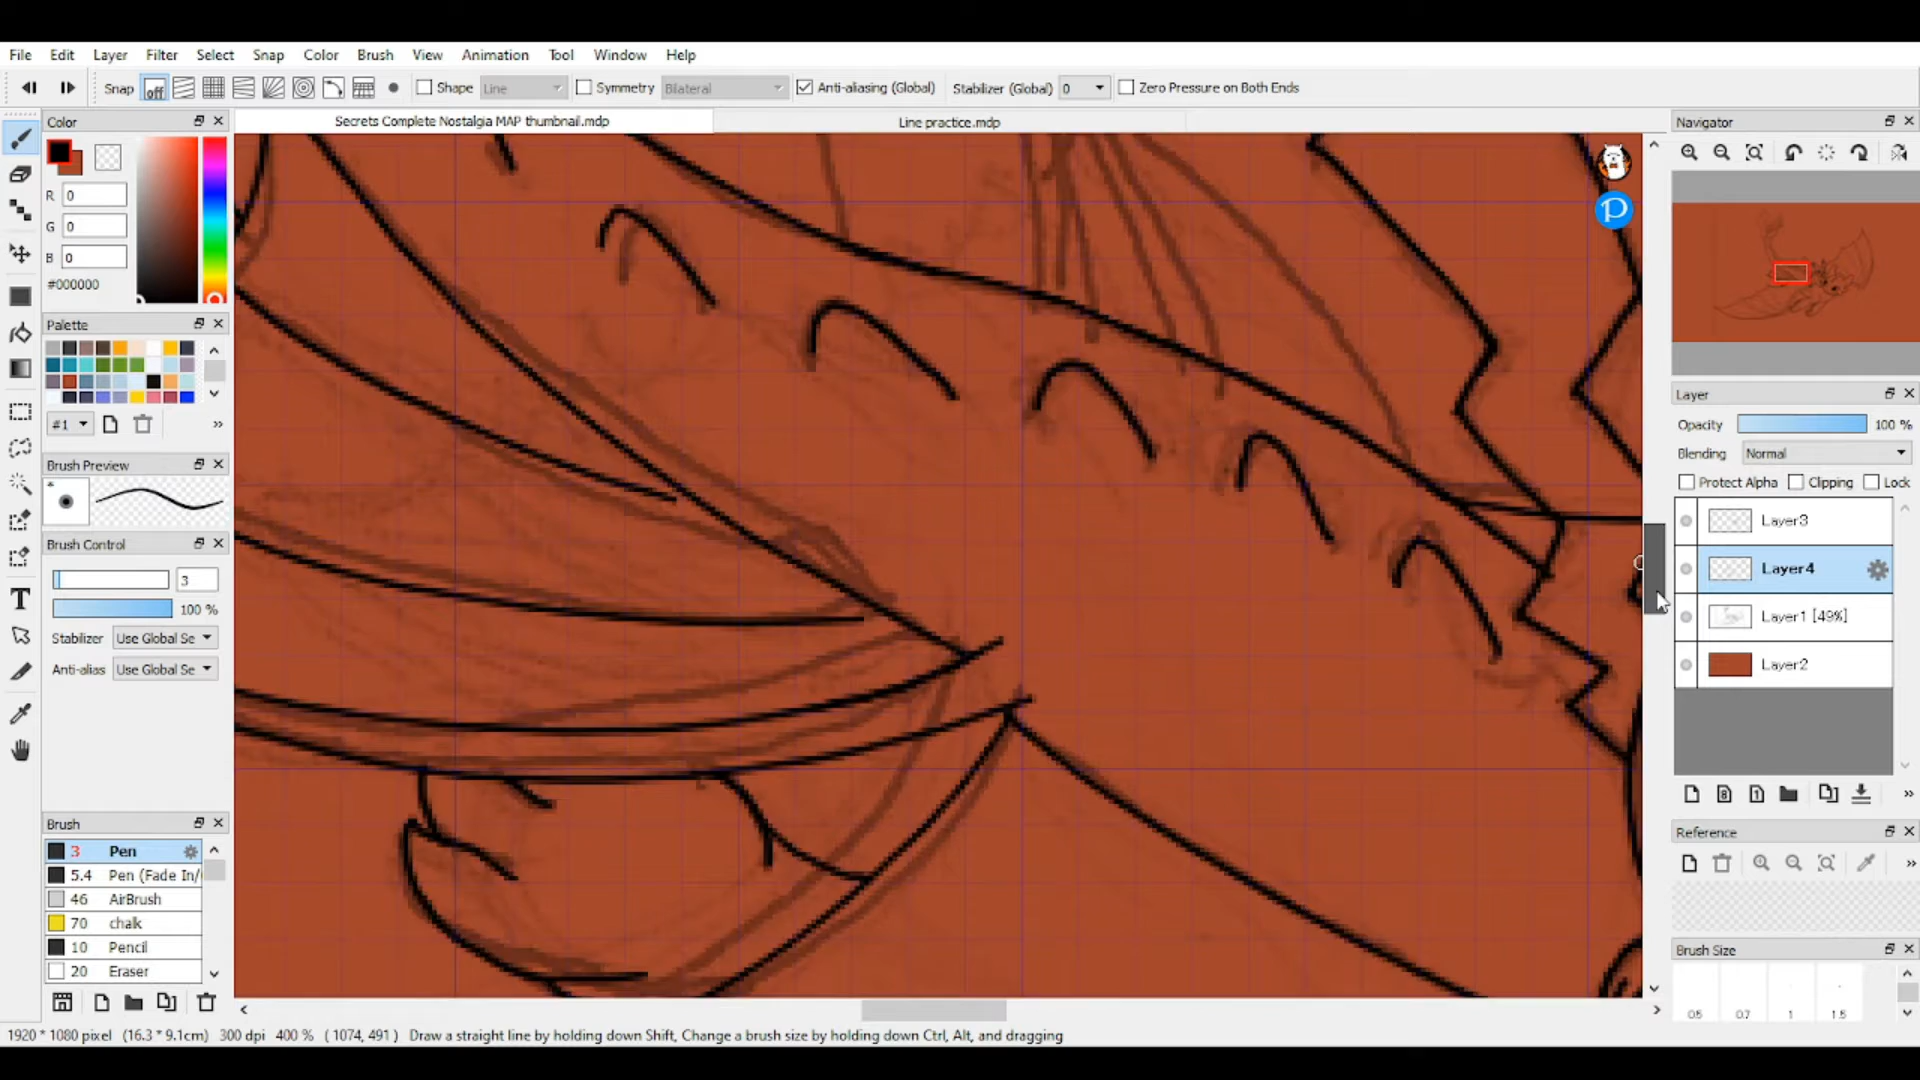 File Edit Layer Filter Select Snap Color Brush View Animation Tool Window Help
Snap off Shape Line Symmetry Bilateral Anti-aliasing (Global) Stabilizer (Global) 0 Zero Pressure on Both Ends
Color
Secrets Complete Nostalgia MAP thumbnail.mdp
Line practice.mdp
Navigator
R 0
G 0
B 0
#000000
P
Palette
#1
Layer
Opacity 100 %
Blending Normal
Protect Alpha Clipping Lock
Layer3
Layer4
Layer1 [49%]
Layer2
Brush Preview
Brush Control
3
100 %
Stabilizer Use Global Se
Anti-alias Use Global Se
T
8 1
Reference
Brush
3 Pen
5.4 Pen (Fade In/
46 AirBrush
70 chalk
10 Pencil
20 Eraser
Brush Size
0.5 0.7 1 1.5
1920 * 1080 pixel (16.3 * 9.1cm) 300 dpi 400 % ( 1074, 491 ) Draw a straight line by holding down Shift, Change a brush size by holding down Ctrl, Alt, and dragging